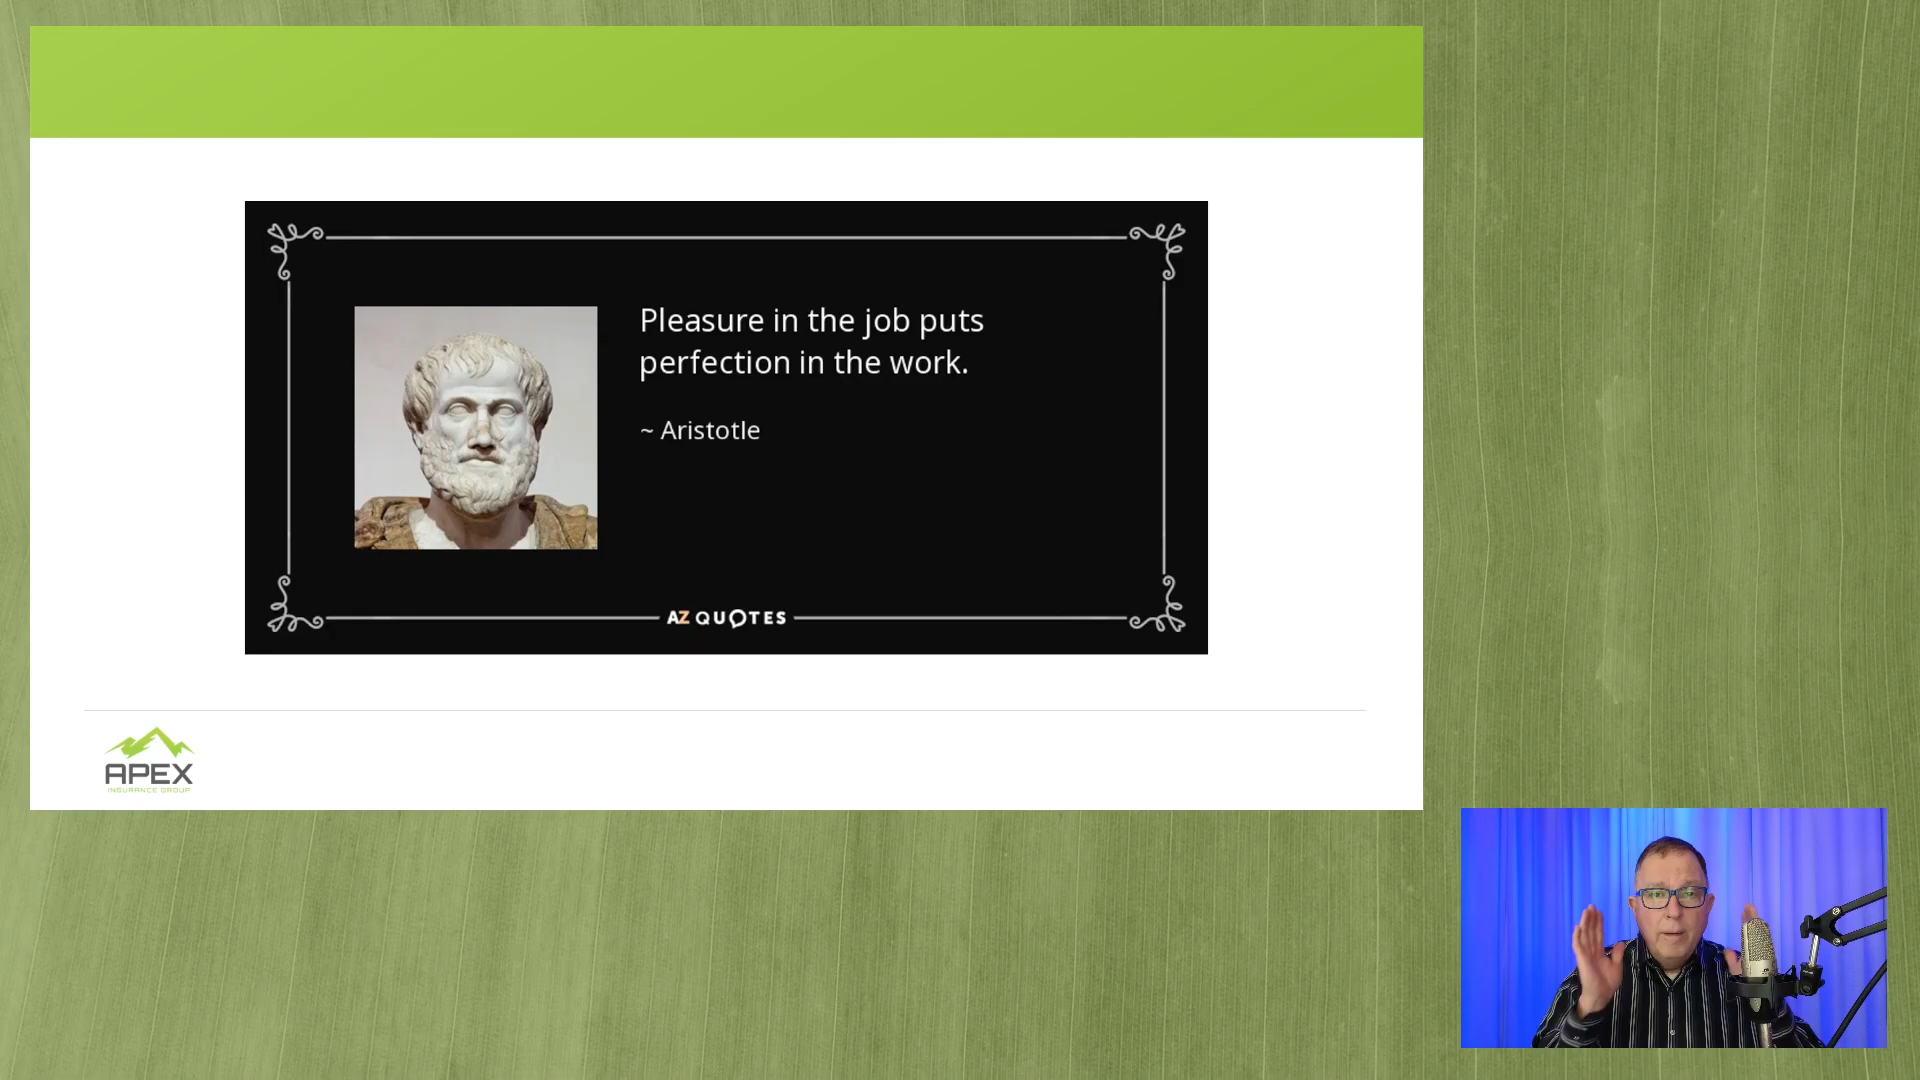 Pleasure in the job puts
perfection in the work.
~ Aristotle
AZ QUOTES
APEX
INSURANCE GROUP